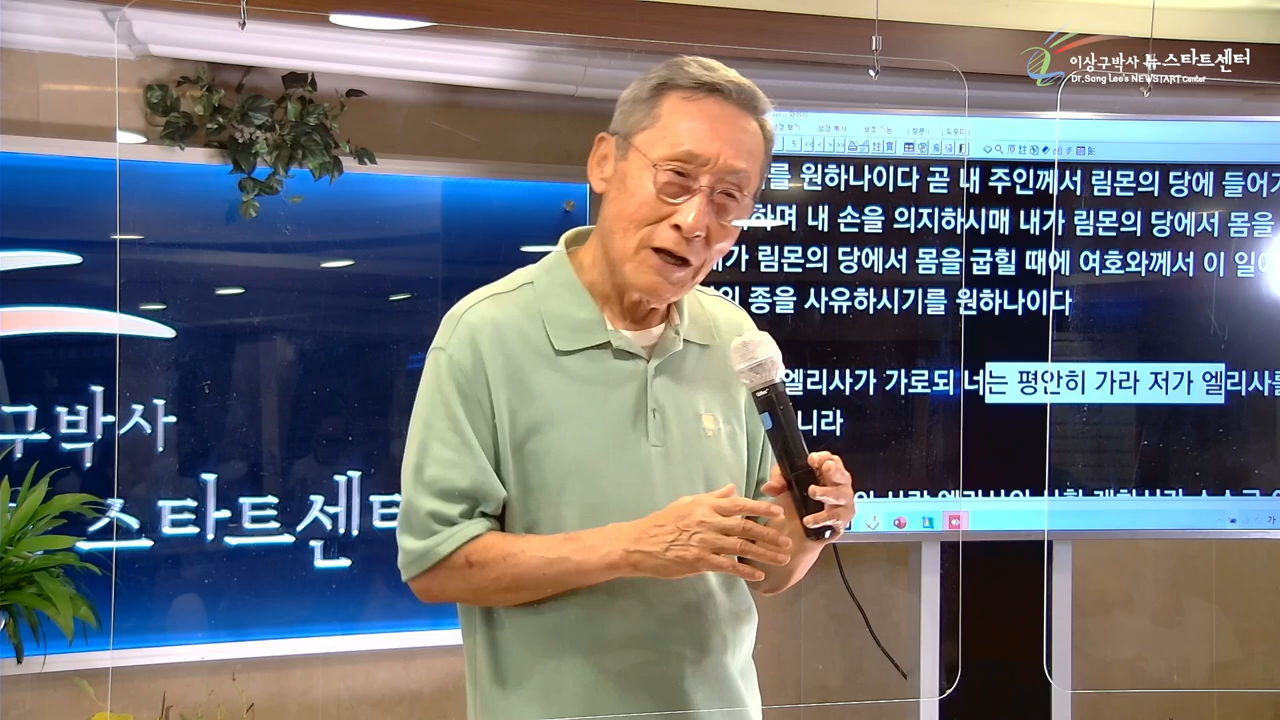 이상구박사 뉴스타트센터
Dr. Sang Lee's NEWSTART Center
를 원하나이다 곧 내 주인께서 림몬의 당에 들어가
하며 내 손을 의지하시매 내가 림몬의 당에서 몸을
가 림몬의 당에서 몸을 굽힐 때에 여호와께서 이 일에
종을 사유하시기를 원하나이다
엘리사가 가로되 너는 평안히 가라 저가 엘리사를
니라
구박사
스타트센터